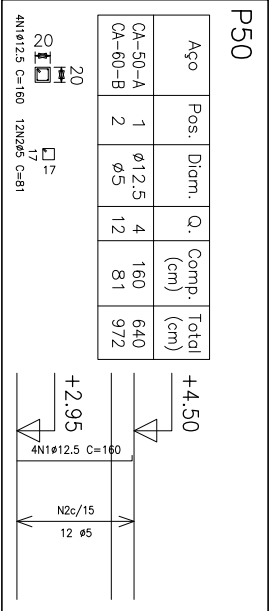 P50
Aço Pos. Diam. Q. Comp. (cm) Total (cm)
CA-50-A 1 ø12.5 4 160 640
CA-60-B 2 ø5 12 81 972
20
20
4N1ø12.5 C=160
17
17
12N2ø5 C=81
+4.50
+2.95
4N1ø12.5 C=160
N2c/15
12 ø5